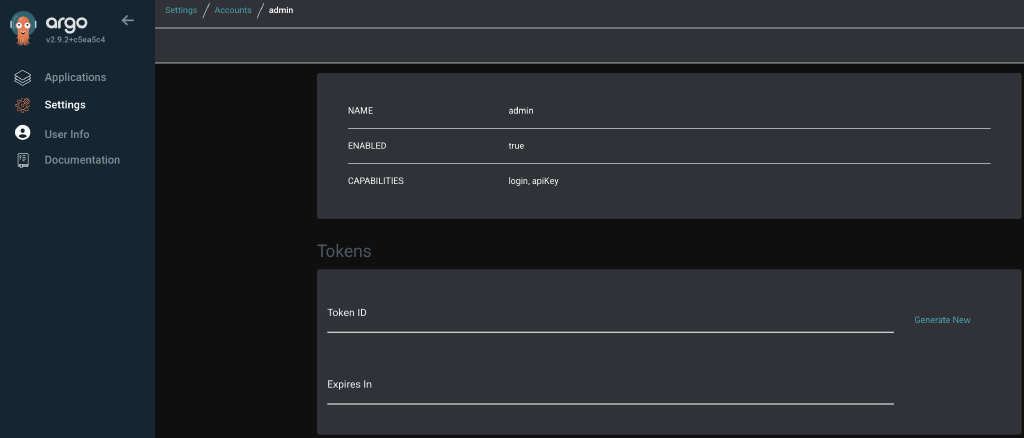 argo
v2.9.2+c5ea5c4
Applications
Settings
User Info
Documentation
Settings / Accounts / admin
NAME admin
ENABLED true
CAPABILITIES login, apiKey
Tokens
Token ID
Generate New
Expires In